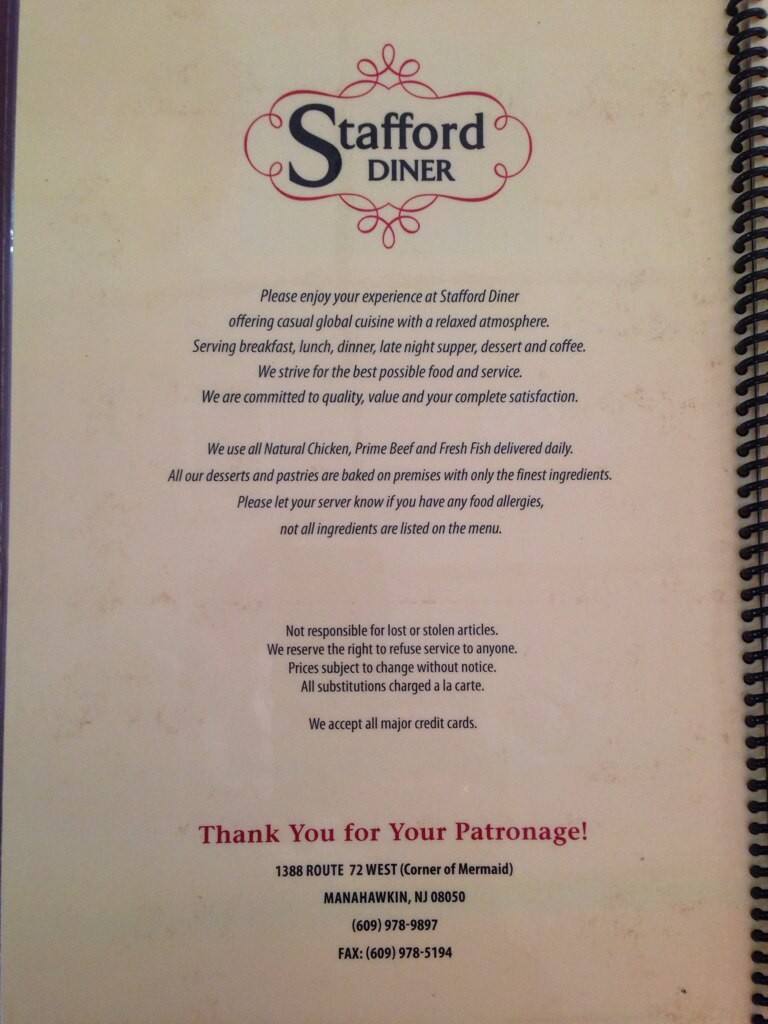 Stafford
DINER
Please enjoy your experience at Stafford Diner
offering casual global cuisine with a relaxed atmosphere.
Serving breakfast, lunch, dinner, late night supper, dessert and coffee.
We strive for the best possible food and service.
We are committed to quality, value and your complete satisfaction.
We use all Natural Chicken, Prime Beef and Fresh Fish delivered daily.
All our desserts and pastries are baked on premises with only the finest ingredients.
Please let your server know if you have any food allergies,
not all ingredients are listed on the menu.
Not responsible for lost or stolen articles.
We reserve the right to refuse service to anyone.
Prices subject to change without notice.
All substitutions charged a la carte.
We accept all major credit cards.
Thank You for Your Patronage!
1388 ROUTE 72 WEST (Corner of Mermaid)
MANAHAWKIN, NJ 08050
(609) 978-9897
FAX: (609) 978-5194